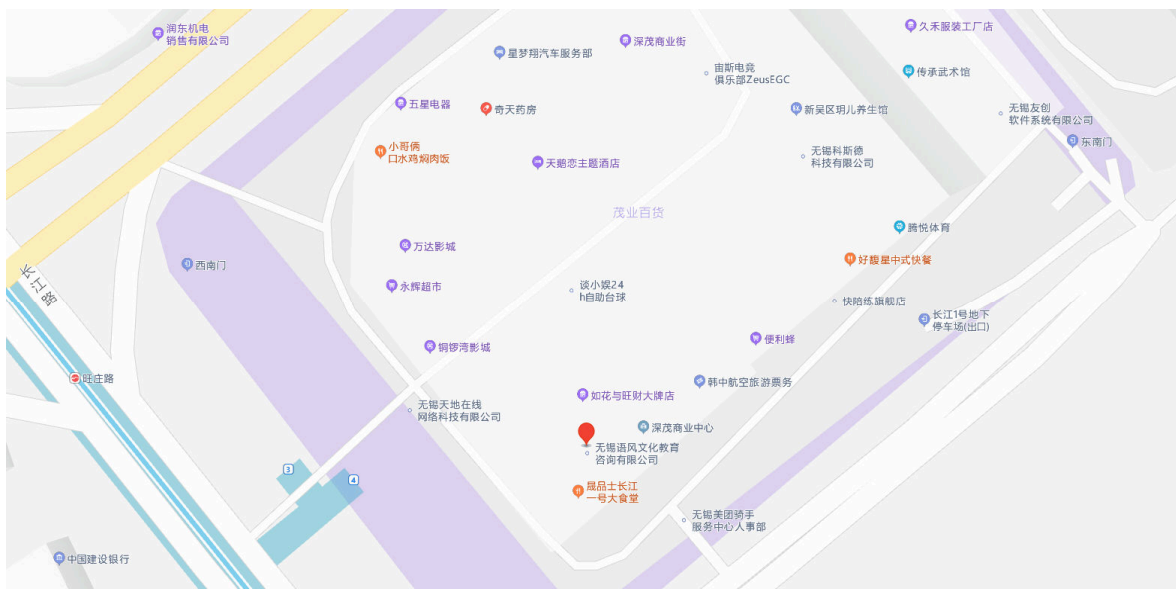 润东机电
销售有限公司
星梦翔汽车服务部
深茂商业街
久禾服装工厂店
宙斯电竞
俱乐部ZeusEGC
传承武术馆
五星电器
奇天药房
新吴区玥儿养生馆
无锡友创
软件系统有限公司
东南门
小哥俩
口水鸡焖肉饭
天鹅恋主题酒店
无锡科斯德
科技有限公司
茂业百货
腾悦体育
万达影城
好馥星中式快餐
西南门
长江路
永辉超市
谈小娱24
h自助台球
快陪练旗舰店
长江1号地下
停车场(出口)
铜锣湾影城
便利蜂
旺庄路
韩中航空旅游票务
如花与旺财大牌店
无锡天地在线
网络科技有限公司
深茂商业中心
无锡语风文化教育
咨询有限公司
3
4
晟品士长江
一号大食堂
无锡美团骑手
服务中心人事部
中国建设银行